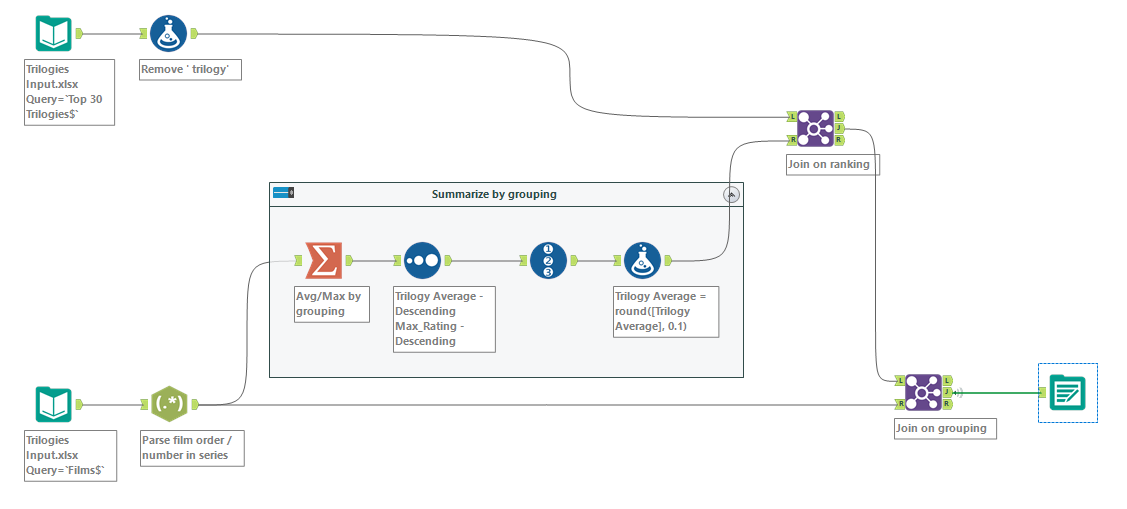 Trilogies
Input.xlsx
Query=`Top 30
Trilogies$`
Remove ' trilogy'
L
R
L
J
R
Join on ranking
Summarize by grouping
Σ
1
2
3
Avg/Max by
grouping
Trilogy Average -
Descending
Max_Rating -
Descending
Trilogy Average =
round([Trilogy
Average], 0.1)
(.*)
Trilogies
Input.xlsx
Query=`Films$`
Parse film order /
number in series
L
R
L
J
R
Join on grouping